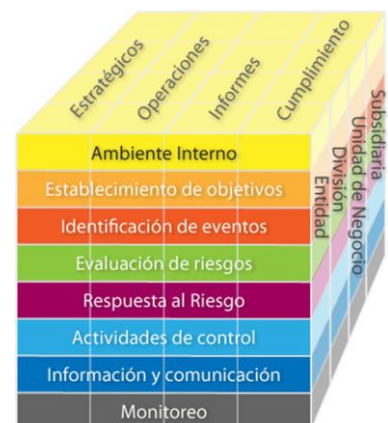 Estratégicos
Operaciones
Informes
Cumplimiento
Ambiente Interno
Establecimiento de objetivos
Identificación de eventos
Evaluación de riesgos
Respuesta al Riesgo
Actividades de control
Información y comunicación
Monitoreo
Entidad
División
Unidad de Negocio
Subsidiaria